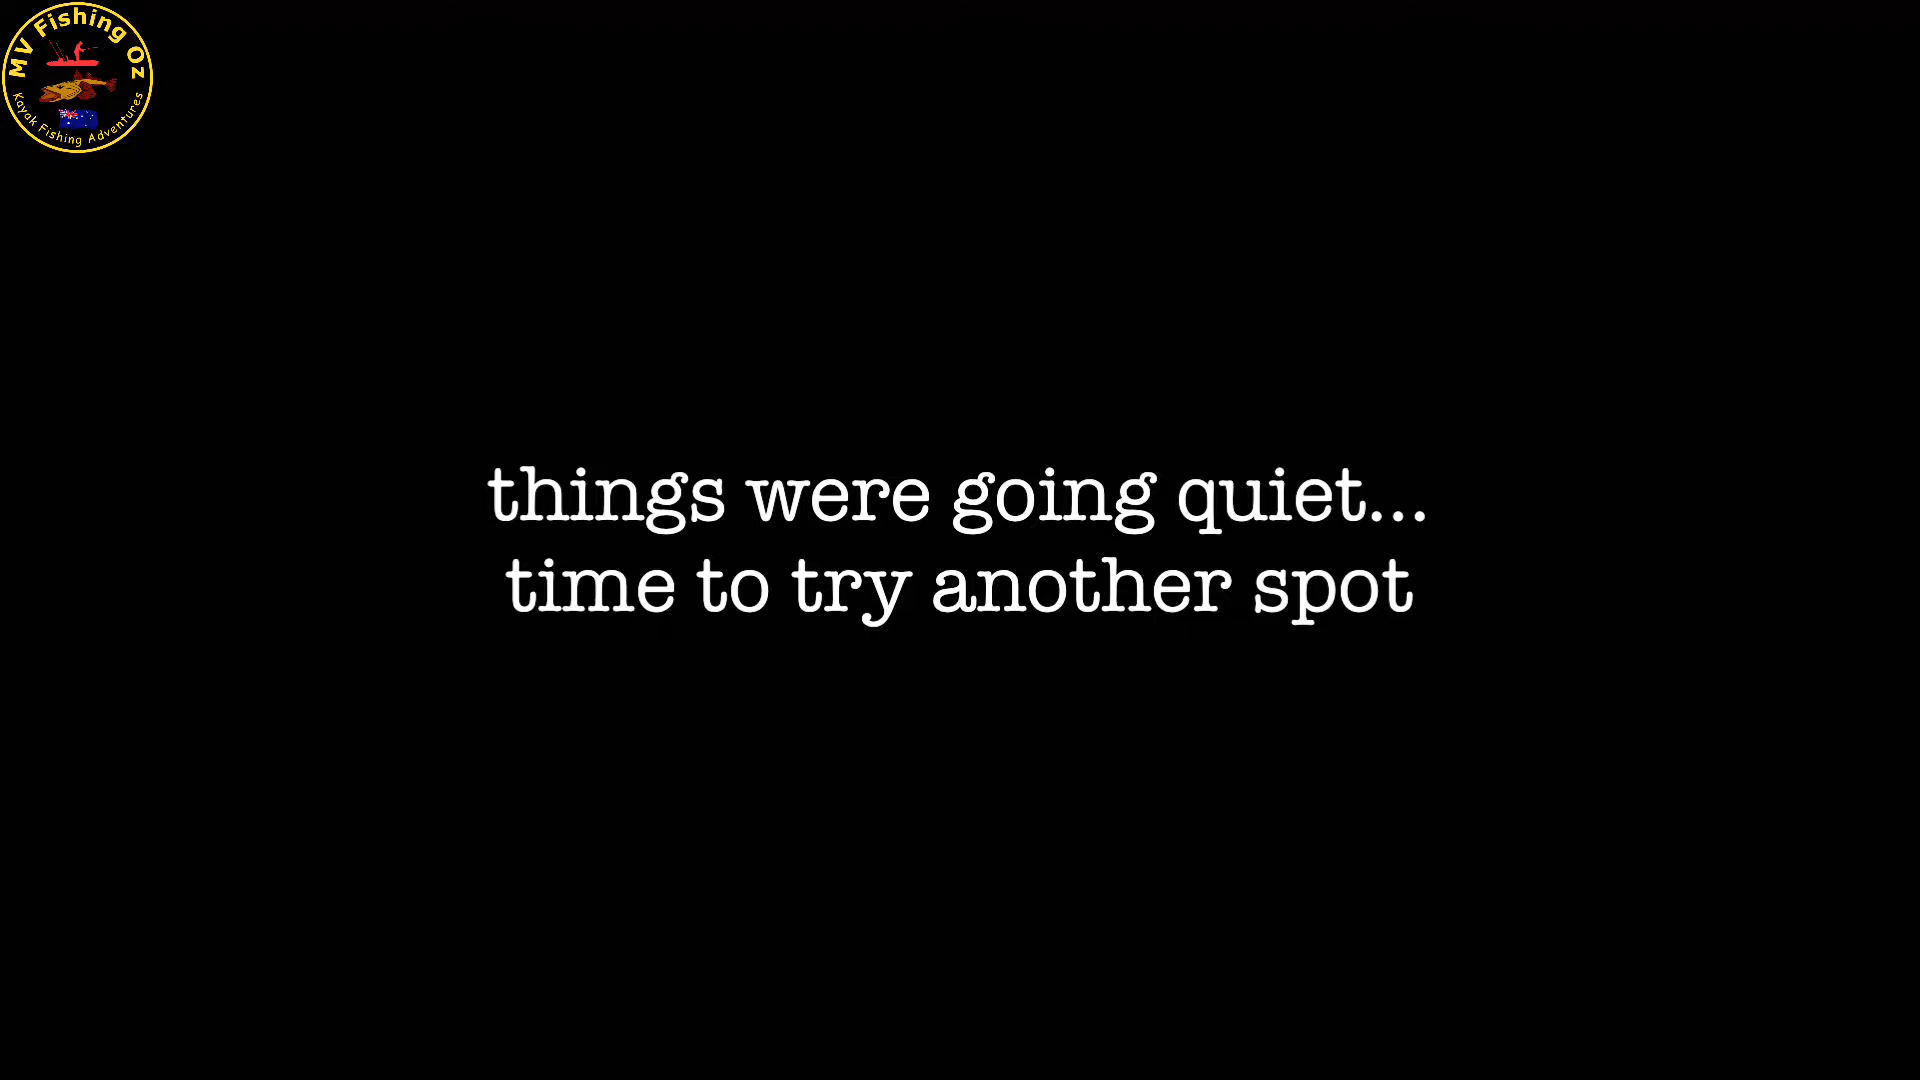 MV Fishing Oz
Kayak Fishing Adventures
things were going quiet...
time to try another spot